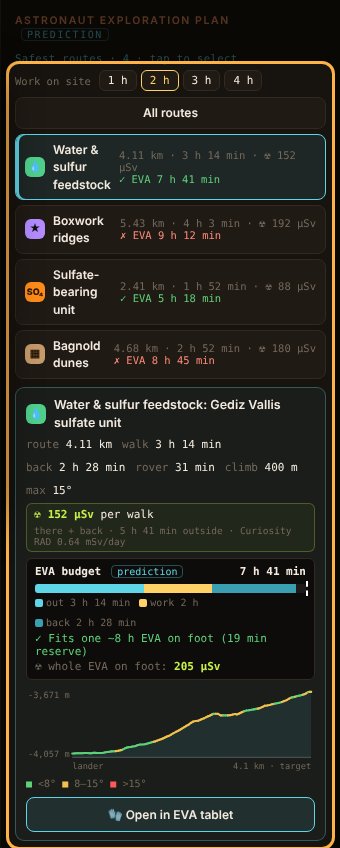 ASTRONAUT EXPLORATION PLAN
PREDICTION
Safest routes · 4 · tap to select
Work on site 1 h 2 h 3 h 4 h
All routes
Water &
sulfur
feedstock
4.11 km · 3 h 14 min · ☢ 152
µSv
✓ EVA 7 h 41 min
Boxwork
ridges
5.43 km · 4 h 3 min · ☢ 192 µSv
✗ EVA 9 h 12 min
SO₄
Sulfate-
bearing
unit
2.41 km · 1 h 52 min · ☢ 88 µSv
✓ EVA 5 h 18 min
Bagnold
dunes
4.68 km · 2 h 52 min · ☢ 180 µSv
✗ EVA 8 h 45 min
Water & sulfur feedstock: Gediz Vallis
sulfate unit
route 4.11 km walk 3 h 14 min
back 2 h 28 min rover 31 min climb 400 m
max 15°
☢ 152 µSv per walk
there + back · 5 h 41 min outside · Curiosity
RAD 0.64 mSv/day
EVA budget prediction 7 h 41 min
out 3 h 14 min work 2 h
back 2 h 28 min
✓ Fits one ~8 h EVA on foot (19 min
reserve)
☢ whole EVA on foot: 205 µSv
-3,671 m
-4,057 m
lander 4.1 km · target
<8° 8–15° >15°
🧤 Open in EVA tablet